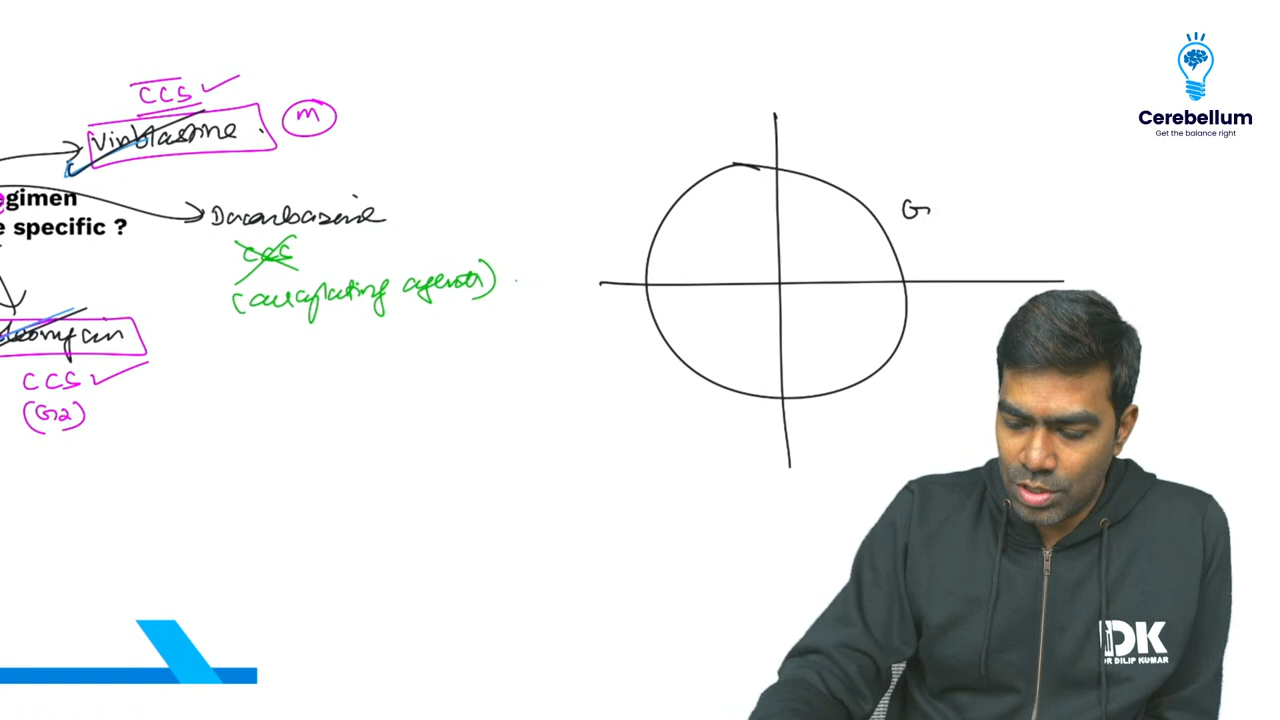 CCS
Vinblastine
M
egimen
e specific ?
Dacarbazine
CCS
(alkylating agents)
CCS
(G2)
G
Cerebellum
Get the balance right
DK
DR DILIP KUMAR